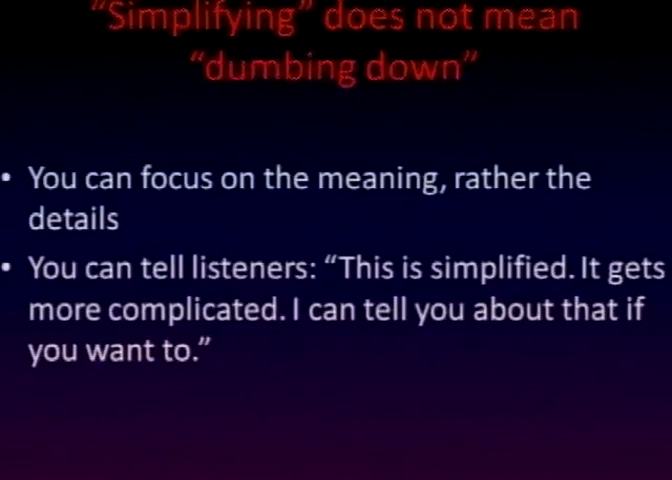 “Simplifying” does not mean
“dumbing down”
• You can focus on the meaning, rather the
details
• You can tell listeners: “This is simplified. It gets
more complicated. I can tell you about that if
you want to.”